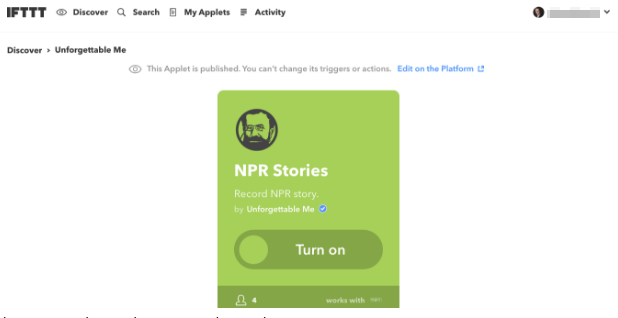 IFTTT Discover Search My Applets Activity
Discover > Unforgettable Me
This Applet is published. You can't change its triggers or actions. Edit on the Platform
NPR Stories
Record NPR story.
by Unforgettable Me
Turn on
4 works with